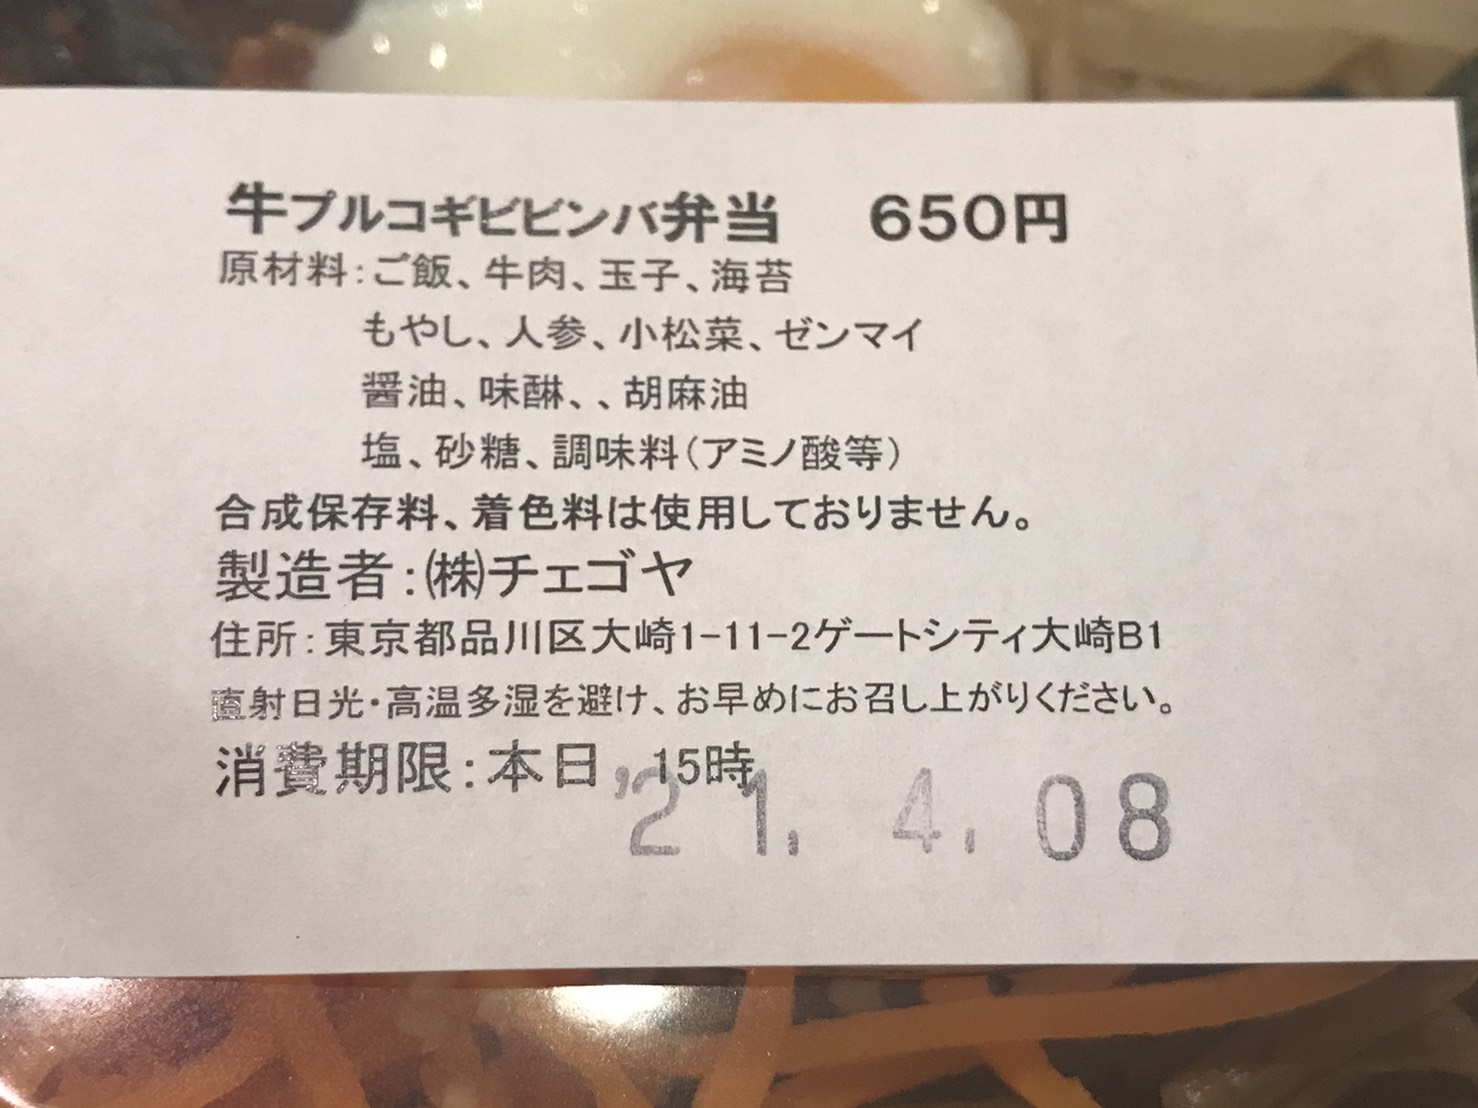 牛プルコギビビンバ弁当　650円
原材料：ご飯、牛肉、玉子、海苔
もやし、人参、小松菜、ゼンマイ
醤油、味醂、、胡麻油
塩、砂糖、調味料（アミノ酸等）
合成保存料、着色料は使用しておりません。
製造者：㈱チェゴヤ
住所：東京都品川区大崎1-11-2ゲートシティ大崎B1
直射日光・高温多湿を避け、お早めにお召し上がりください。
消費期限：本日　15時
'21. 4. 08